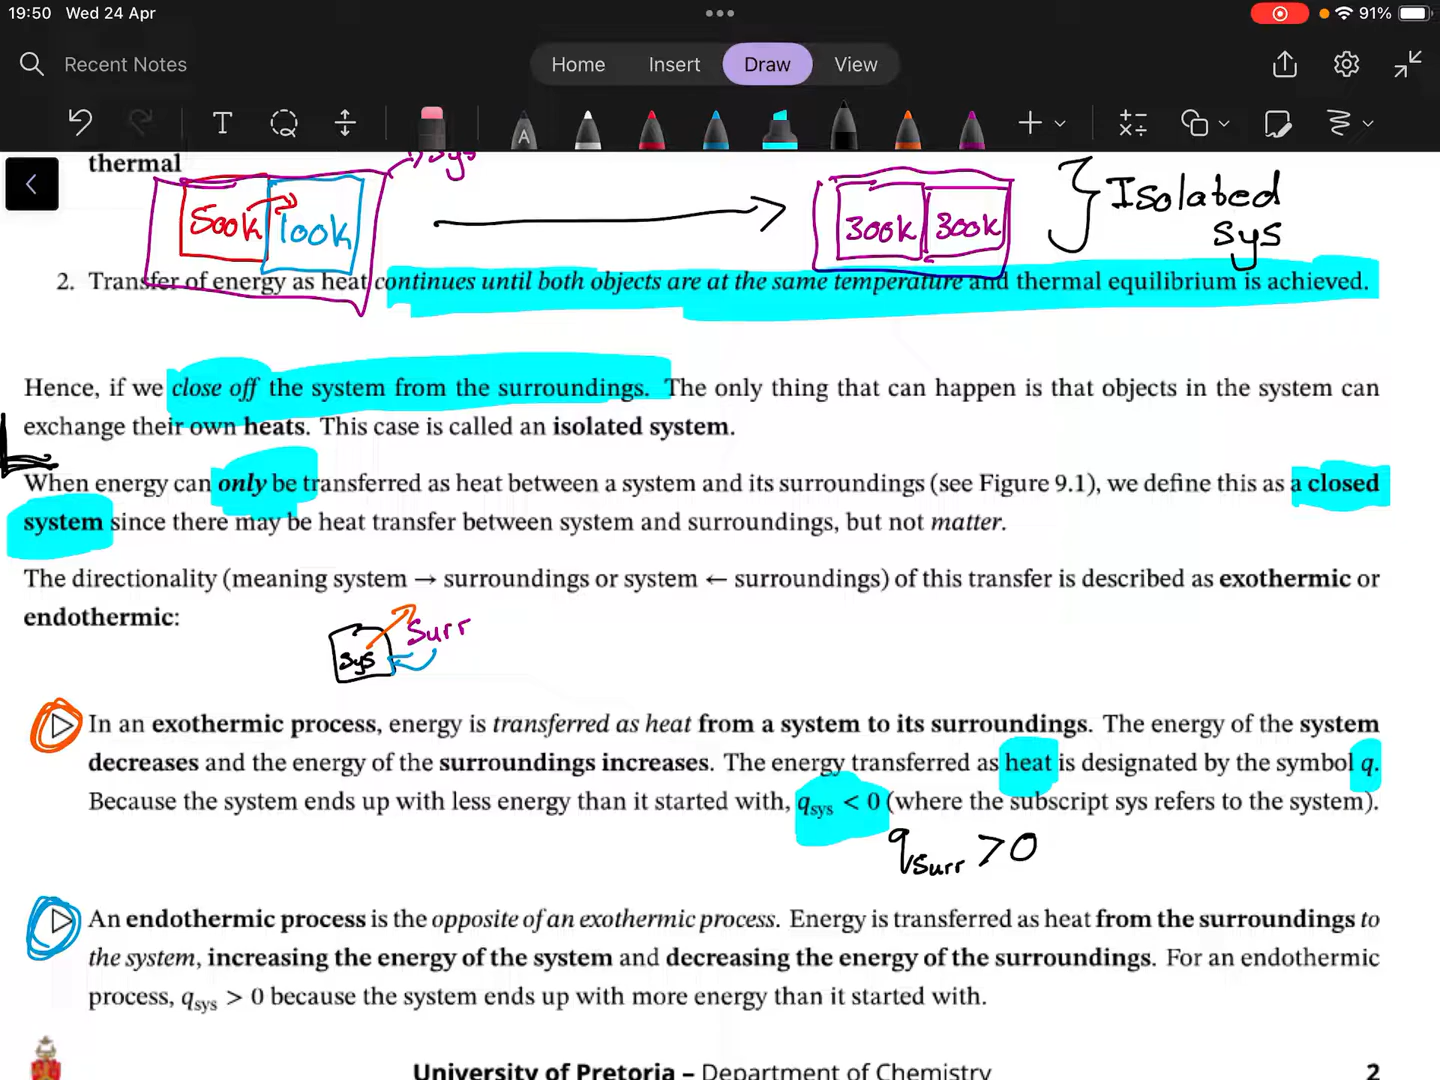 19:50 Wed 24 Apr
91%
Recent Notes
Home Insert Draw View
T
A
thermal
sys
500k 100k
300k 300k
Isolated
sys
2. Transfer of energy as heat continues until both objects are at the same temperature and thermal equilibrium is achieved.
Hence, if we close off the system from the surroundings. The only thing that can happen is that objects in the system can
exchange their own heats. This case is called an isolated system.
When energy can only be transferred as heat between a system and its surroundings (see Figure 9.1), we define this as a closed
system since there may be heat transfer between system and surroundings, but not matter.
The directionality (meaning system → surroundings or system ← surroundings) of this transfer is described as exothermic or
endothermic:
Surr
sys
In an exothermic process, energy is transferred as heat from a system to its surroundings. The energy of the system
decreases and the energy of the surroundings increases. The energy transferred as heat is designated by the symbol q.
Because the system ends up with less energy than it started with, qsys < 0 (where the subscript sys refers to the system).
qsurr > 0
An endothermic process is the opposite of an exothermic process. Energy is transferred as heat from the surroundings to
the system, increasing the energy of the system and decreasing the energy of the surroundings. For an endothermic
process, qsys > 0 because the system ends up with more energy than it started with.
University of Pretoria – Department of Chemistry 2